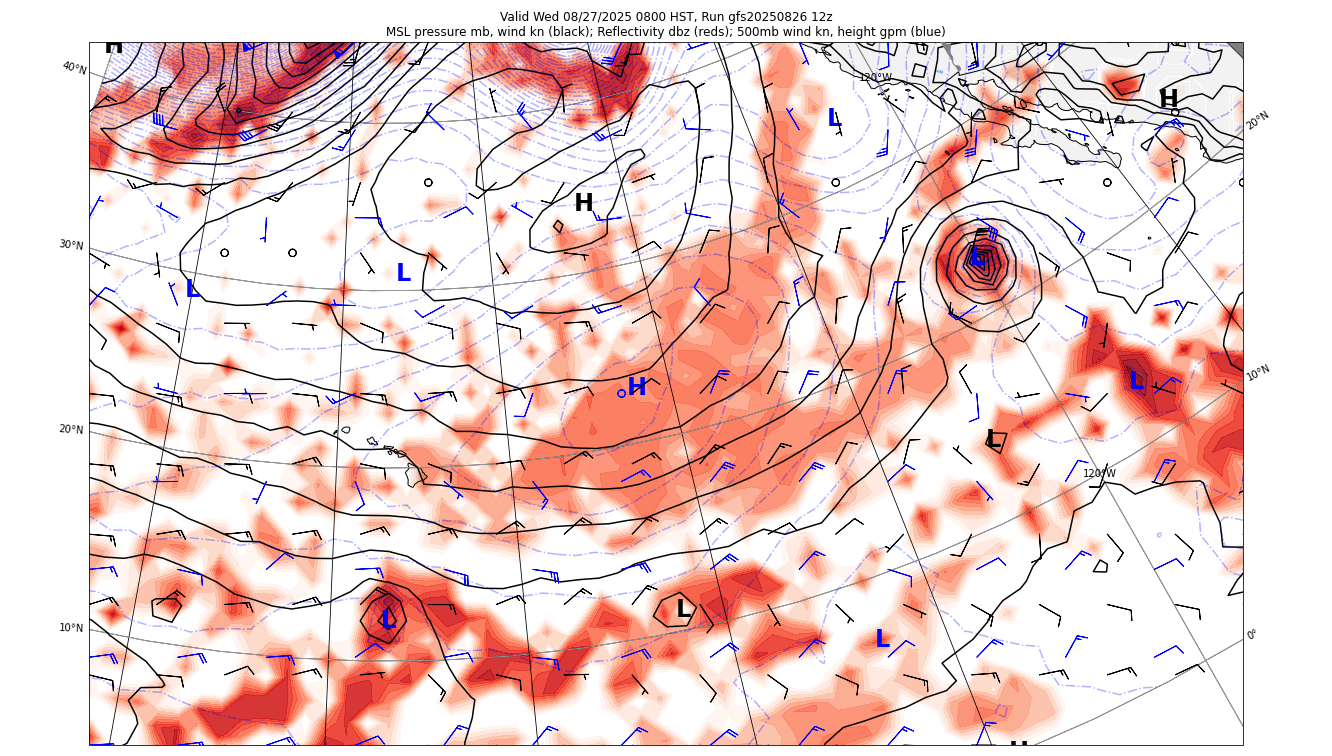 Valid Wed 08/27/2025 0800 HST, Run gfs20250826 12z
MSL pressure mb, wind kn (black); Reflectivity dbz (reds); 500mb wind kn, height gpm (blue)
H
L
40°N
120°W
H
L
20°N
H
30°N
L
L
L
H
L
10°N
20°N
L
120°W
L
L
L
10°N
L
0°
H